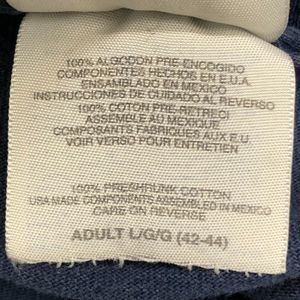 100% ALGODON PRE-ENCOGIDO
COMPONENTES HECHOS EN E.U.A.
ENSAMBLADO EN MEXICO
INSTRUCCIONES DE CUIDADO AL REVERSO
100% COTON PRE-RETRECI
ASSEMBLE AU MEXIQUE
COMPOSANTS FABRIQUES AUX E.U
VOIR VERSO POUR ENTRETIEN
100% PRESHRUNK COTTON
USA MADE COMPONENTS ASSEMBLED IN MEXICO
CARE ON REVERSE
ADULT L/G/G (42-44)